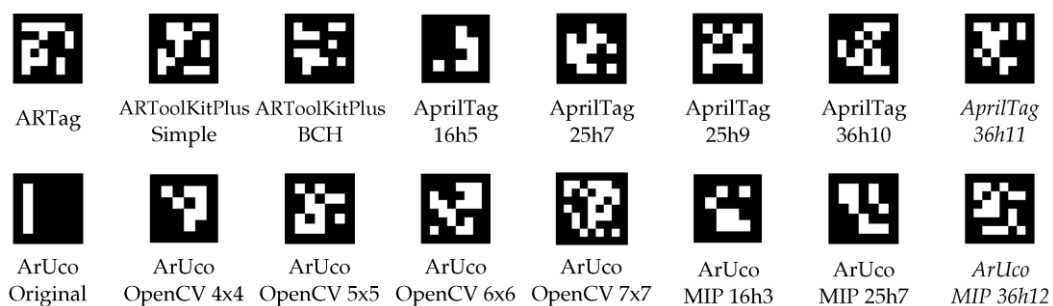 ARTag ARToolKitPlus ARToolKitPlus AprilTag AprilTag AprilTag AprilTag AprilTag
Simple BCH 16h5 25h7 25h9 36h10 36h11
ArUco ArUco ArUco ArUco ArUco ArUco ArUco ArUco
Original OpenCV 4x4 OpenCV 5x5 OpenCV 6x6 OpenCV 7x7 MIP 16h3 MIP 25h7 MIP 36h12